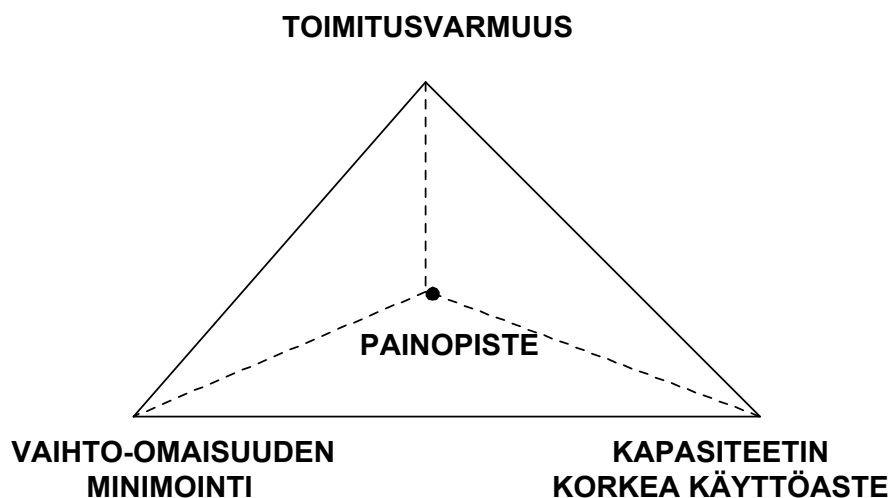 TOIMITUSVARMUUS
PAINOPISTE
VAIHTO-OMAISUUDEN
MINIMOINTI
KAPASITEETIN
KORKEA KÄYTTÖASTE